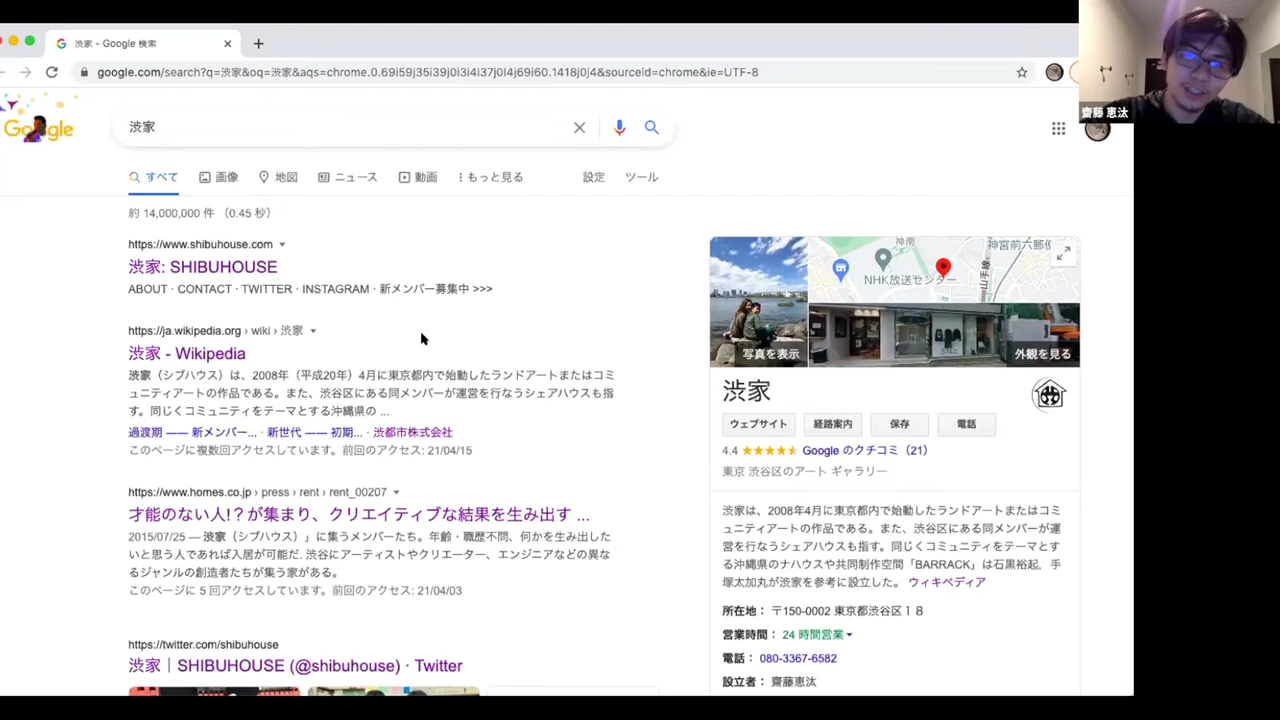 渋家 - Google 検索
google.com/search?q=渋家&oq=渋家&aqs=chrome.0.69i59j35i39j0i3i4i37j0l4j69i60.1418j0j4&sourceid=chrome&ie=UTF-8
齋藤 恵汰
Google
渋家
すべて 画像 地図 ニュース 動画 もっと見る 設定 ツール
約 14,000,000 件 （0.45 秒）
https://www.shibuhouse.com
渋家: SHIBUHOUSE
ABOUT · CONTACT · TWITTER · INSTAGRAM · 新メンバー募集中 >>>
https://ja.wikipedia.org › wiki › 渋家
渋家 - Wikipedia
渋家（シブハウス）は、2008年（平成20年）4月に東京都内で始動したランドアートまたはコミ
ュニティアートの作品である。また、渋谷区にある同メンバーが運営を行なうシェアハウスも指
す。同じくコミュニティをテーマとする沖縄県の ...
過渡期 —— 新メンバー... · 新世代 —— 初期... · 渋都市株式会社
このページに複数回アクセスしています。前回のアクセス: 21/04/15
https://www.homes.co.jp › press › rent › rent_00207
才能のない人!？が集まり、クリエイティブな結果を生み出す ...
2015/07/25 — 渋家（シブハウス）」に集うメンバーたち。年齢・職歴不問、何かを生み出した
いと思う人であれば入居が可能だ. 渋谷にアーティストやクリエーター、エンジニアなどの異な
るジャンルの創造者たちが集う家がある。
このページに 5 回アクセスしています。前回のアクセス: 21/04/03
https://twitter.com/shibuhouse
渋家｜SHIBUHOUSE (@shibuhouse) · Twitter
神南
神宮前六郵便
NHK放送センター
山手線
写真を表示
外観を見る
渋家
ウェブサイト 経路案内 保存 電話
4.4 Google のクチコミ（21）
東京 渋谷区のアート ギャラリー
渋家は、2008年4月に東京都内で始動したランドアートまたはコミ
ュニティアートの作品である。また、渋谷区にある同メンバーが運
営を行なうシェアハウスも指す。同じくコミュニティをテーマとす
る沖縄県のナハウスや共同制作空間「BARRACK」は石黒裕起、手
塚太加丸が渋家を参考に設立した。 ウィキペディア
所在地： 〒150-0002 東京都渋谷区１８
営業時間： 24 時間営業
電話： 080-3367-6582
設立者： 齋藤恵汰